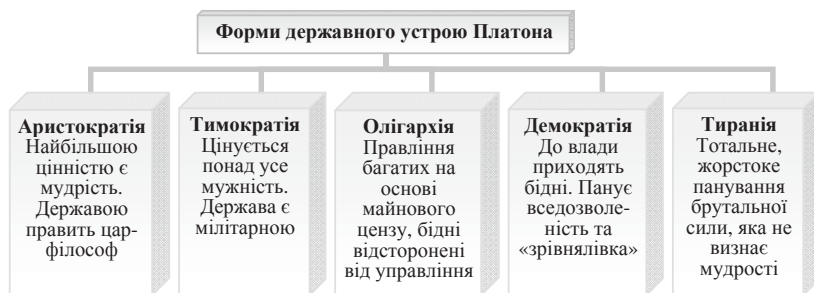 Форми державного устрою Платона
Аристократія
Найбільшою
цінністю є
мудрість.
Державою
править цар-
філософ
Тимократія
Цінується
понад усе
мужність.
Держава є
мілітарною
Олігархія
Правління
багатих на
основі
майнового
цензу, бідні
відсторонені
від управління
Демократія
До влади
приходять
бідні. Панує
вседозволе-
ність та
«зрівнялівка»
Тиранія
Тотальне,
жорстоке
панування
брутальної
сили, яка не
визнає
мудрості